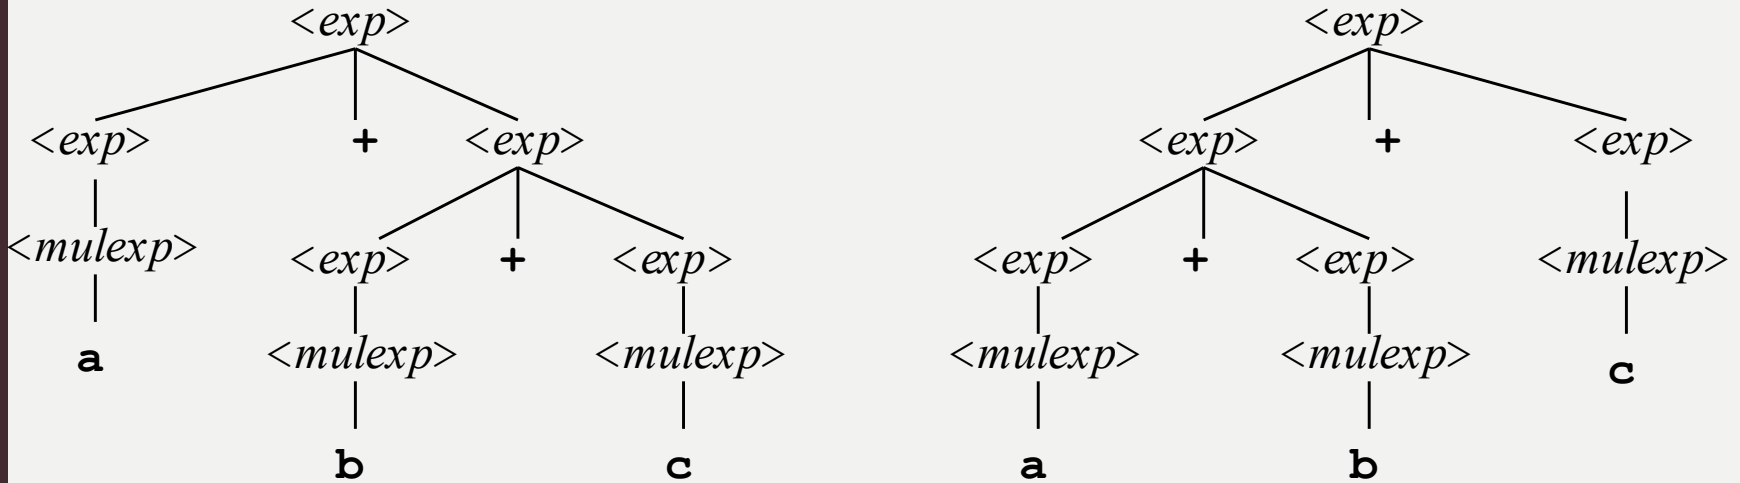 <exp> <exp>
<exp> + <exp> <exp> + <exp>
<mulexp> <exp> + <exp> <exp> + <exp> <mulexp>
a <mulexp> <mulexp> <mulexp> <mulexp> c
b c a b